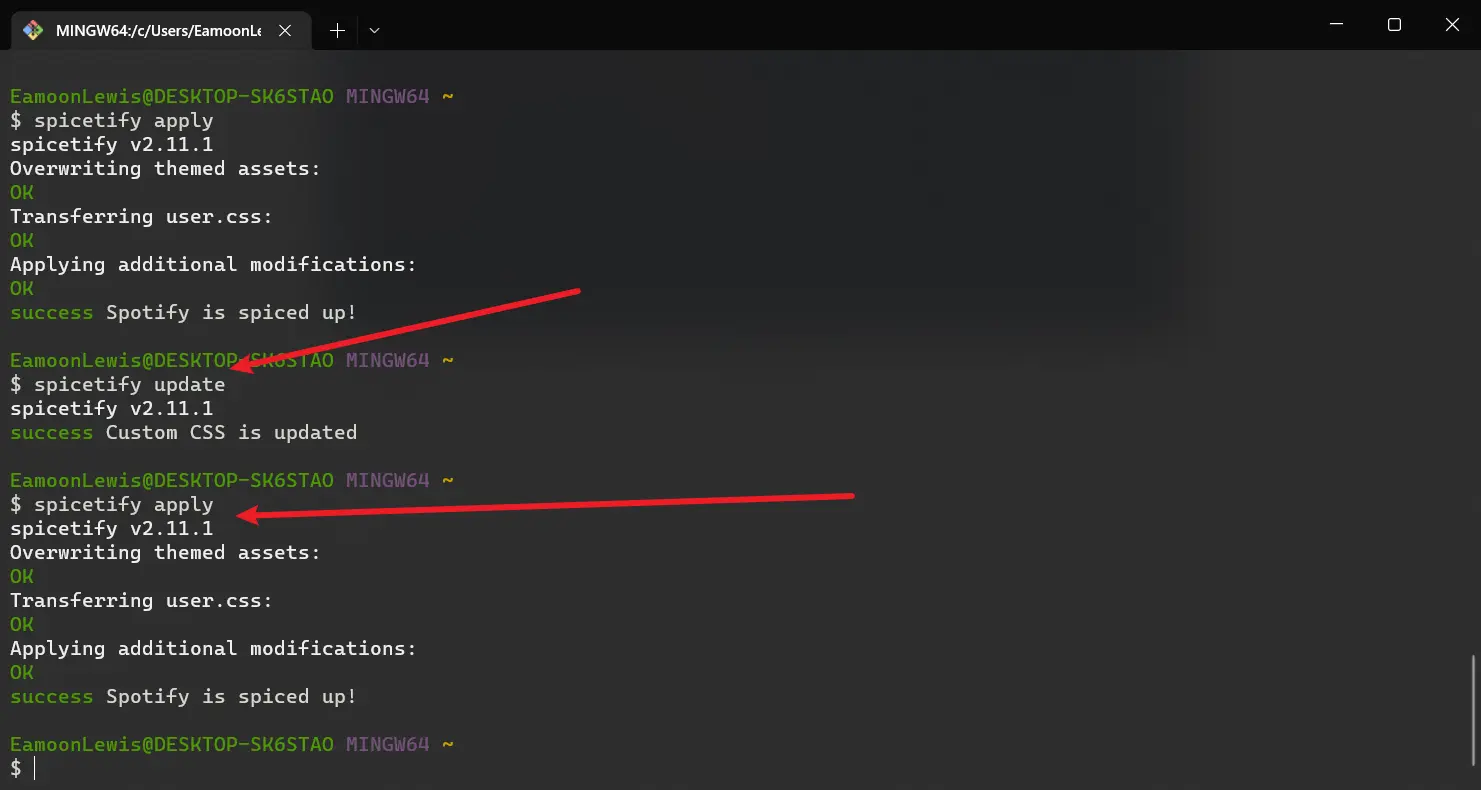 MINGW64:/c/Users/EamoonLe
EamoonLewis@DESKTOP-SK6STAO MINGW64 ~
$ spicetify apply
spicetify v2.11.1
Overwriting themed assets:
OK
Transferring user.css:
OK
Applying additional modifications:
OK
success Spotify is spiced up!
EamoonLewis@DESKTOP-SK6STAO MINGW64 ~
$ spicetify update
spicetify v2.11.1
success Custom CSS is updated
EamoonLewis@DESKTOP-SK6STAO MINGW64 ~
$ spicetify apply
spicetify v2.11.1
Overwriting themed assets:
OK
Transferring user.css:
OK
Applying additional modifications:
OK
success Spotify is spiced up!
EamoonLewis@DESKTOP-SK6STAO MINGW64 ~
$